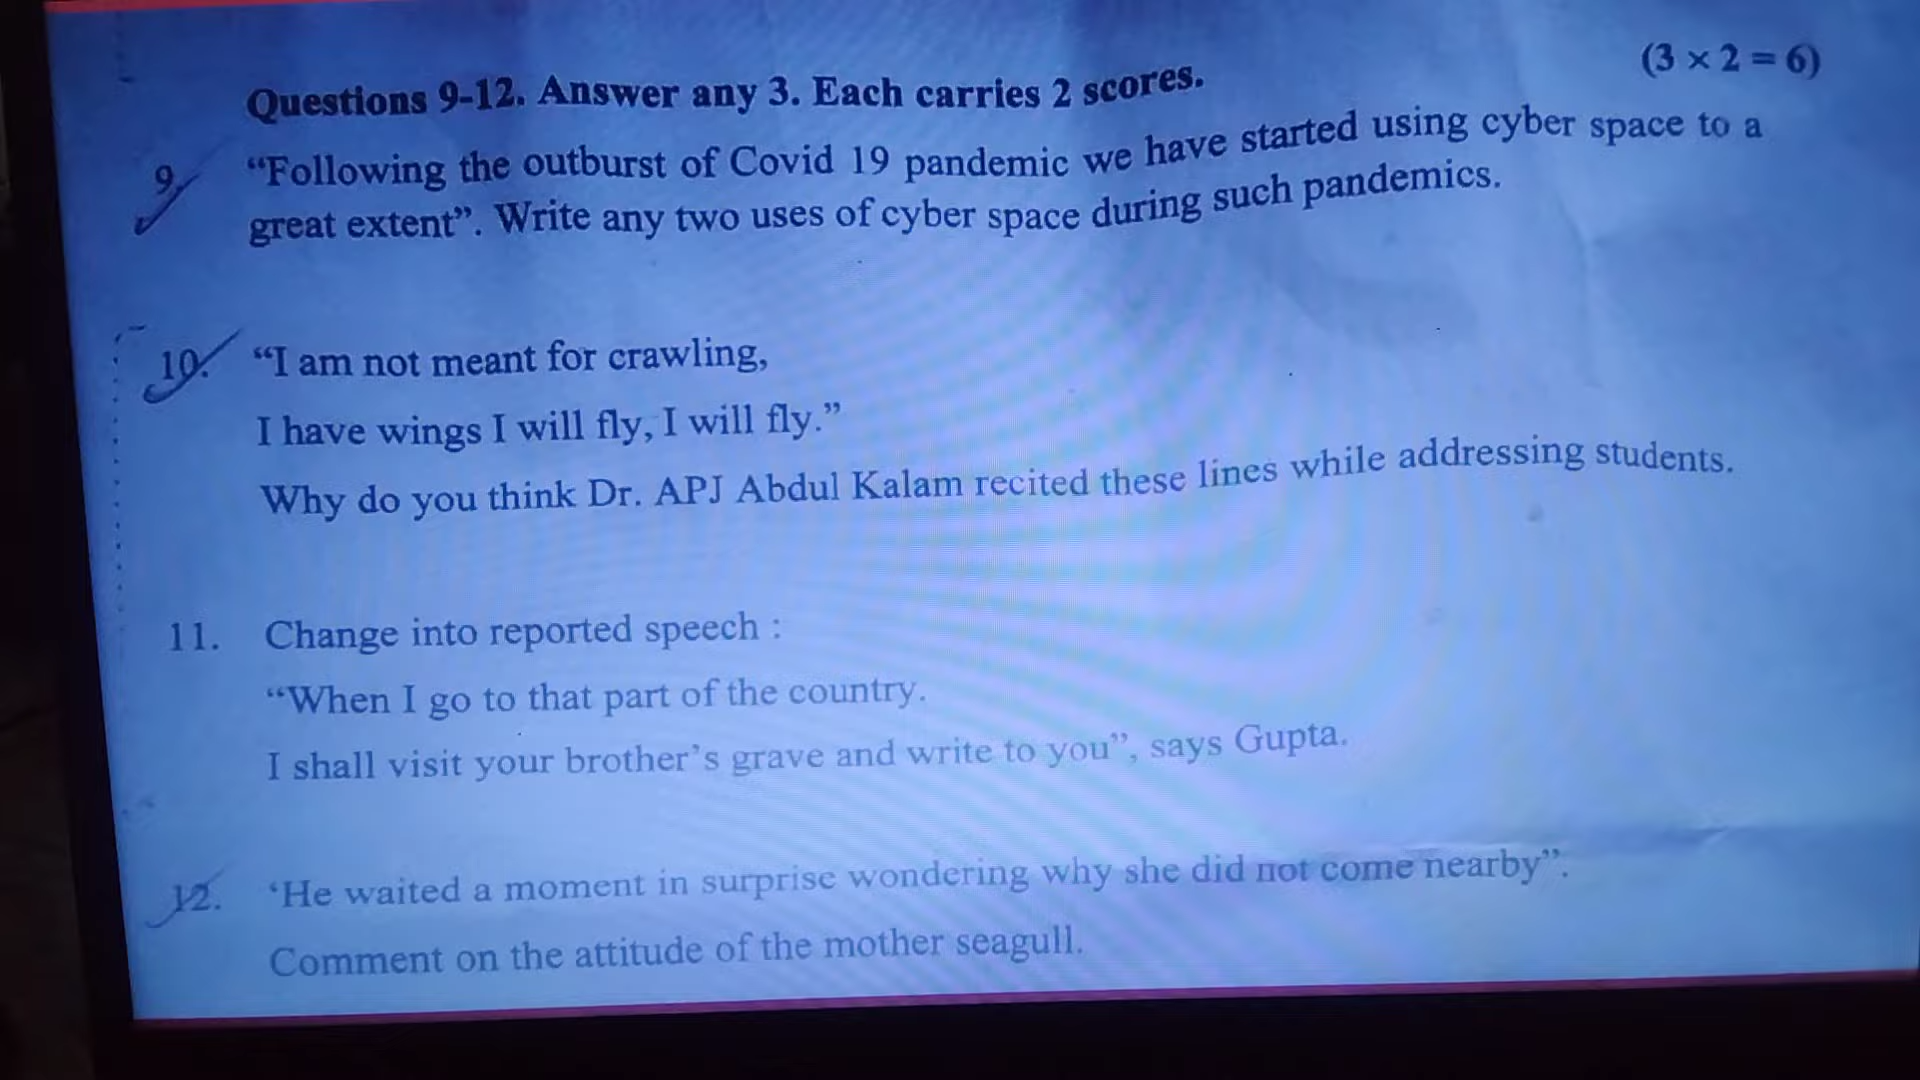 (3 × 2 = 6)
Questions 9-12. Answer any 3. Each carries 2 scores.
9. “Following the outburst of Covid 19 pandemic we have started using cyber space to a
great extent”. Write any two uses of cyber space during such pandemics.
10. “I am not meant for crawling,
I have wings I will fly, I will fly.”
Why do you think Dr. APJ Abdul Kalam recited these lines while addressing students.
11. Change into reported speech :
“When I go to that part of the country.
I shall visit your brother’s grave and write to you”, says Gupta.
12. ‘He waited a moment in surprise wondering why she did not come nearby”.
Comment on the attitude of the mother seagull.